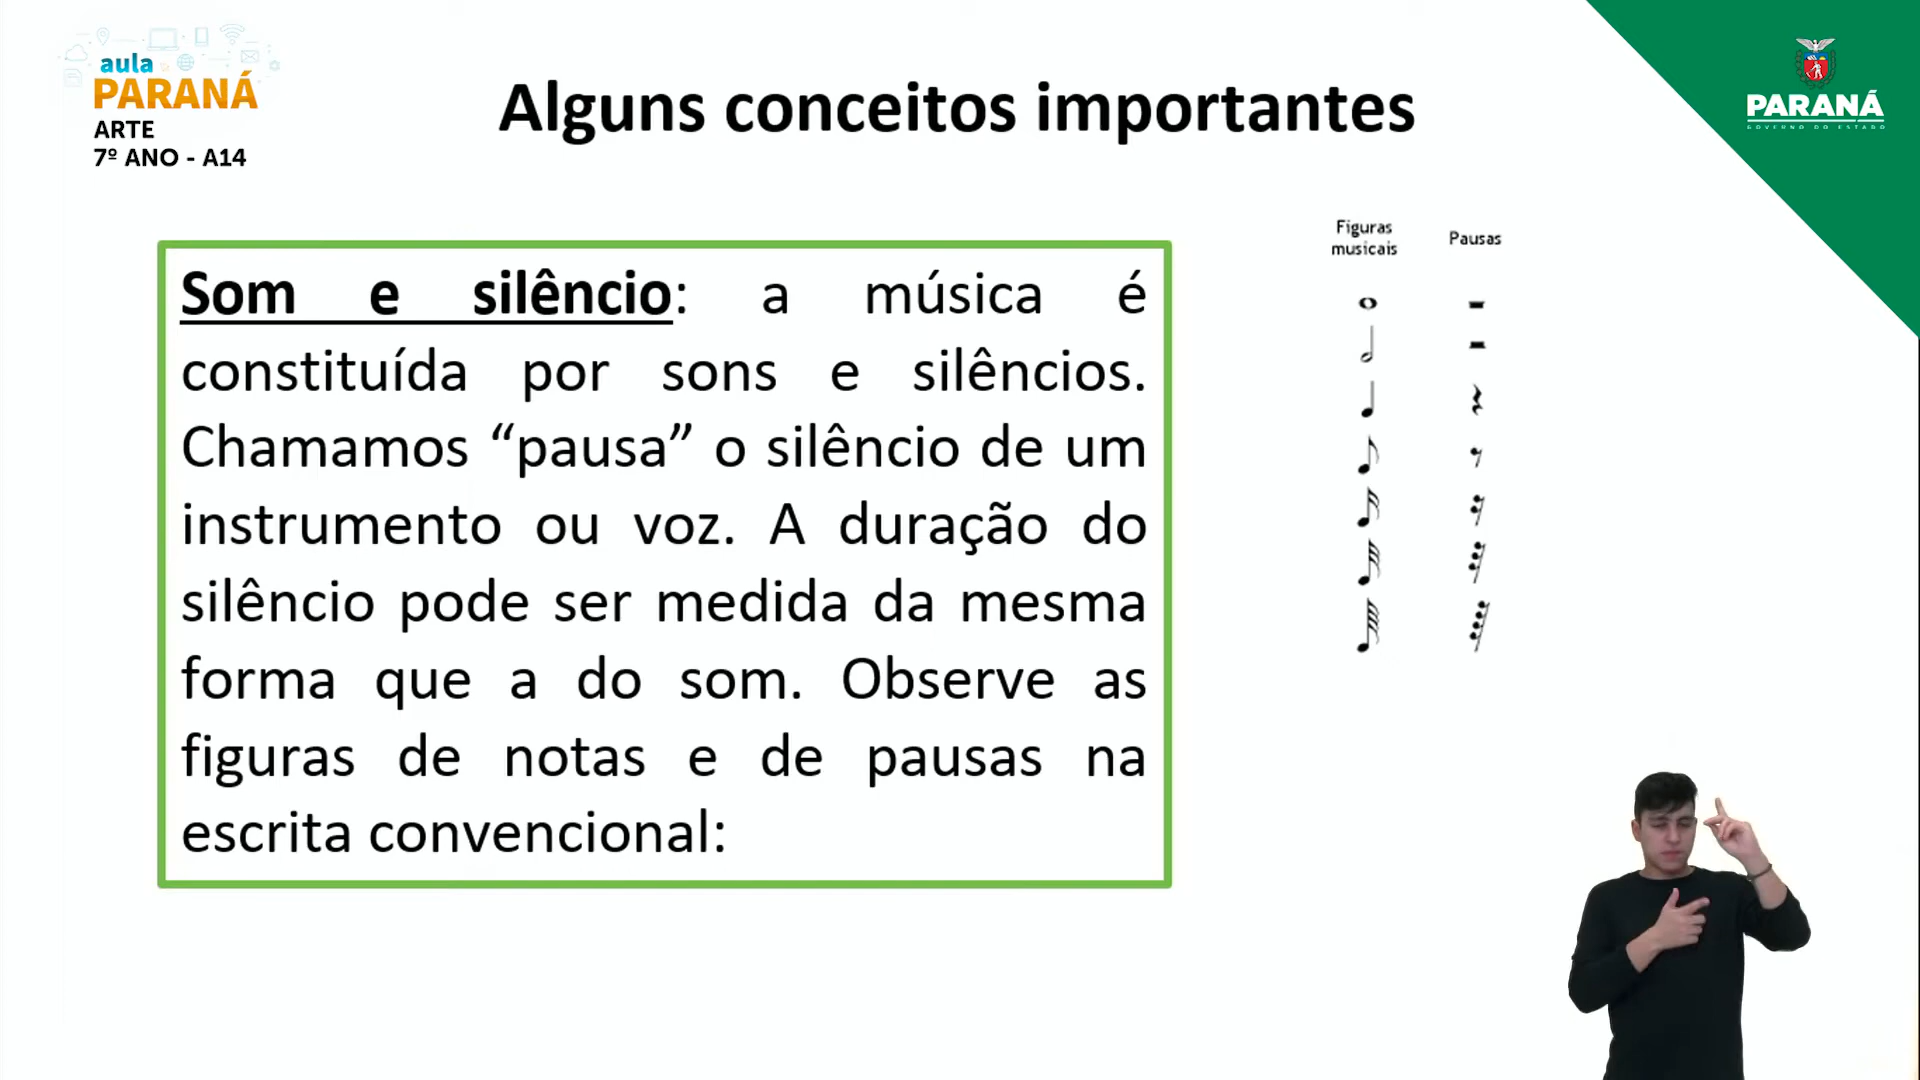 aula
PARANÁ
ARTE
7º ANO - A14
Alguns conceitos importantes
PARANÁ
GOVERNO DO ESTADO
Som e silêncio: a música é
constituída por sons e silêncios.
Chamamos “pausa” o silêncio de um
instrumento ou voz. A duração do
silêncio pode ser medida da mesma
forma que a do som. Observe as
figuras de notas e de pausas na
escrita convencional:
Figuras
musicais
Pausas